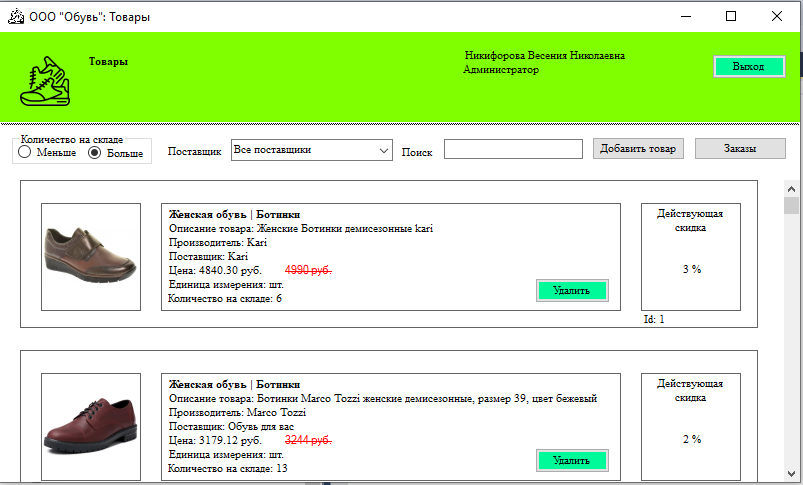 ООО "Обувь": Товары
Товары
Никифорова Весения Николаевна
Администратор
Выход
Количество на складе
Меньше Больше
Поставщик Все поставщики Поиск Добавить товар Заказы
Женская обувь | Ботинки
Описание товара: Женские Ботинки демисезонные kari
Производитель: Kari
Поставщик: Kari
Цена: 4840.30 руб. 4990 руб.
Единица измерения: шт.
Количество на складе: 6
Удалить
Действующая
скидка
3 %
Id: 1
Женская обувь | Ботинки
Описание товара: Ботинки Marco Tozzi женские демисезонные, размер 39, цвет бежевый
Производитель: Marco Tozzi
Поставщик: Обувь для вас
Цена: 3179.12 руб. 3244 руб.
Единица измерения: шт.
Количество на складе: 13
Удалить
Действующая
скидка
2 %